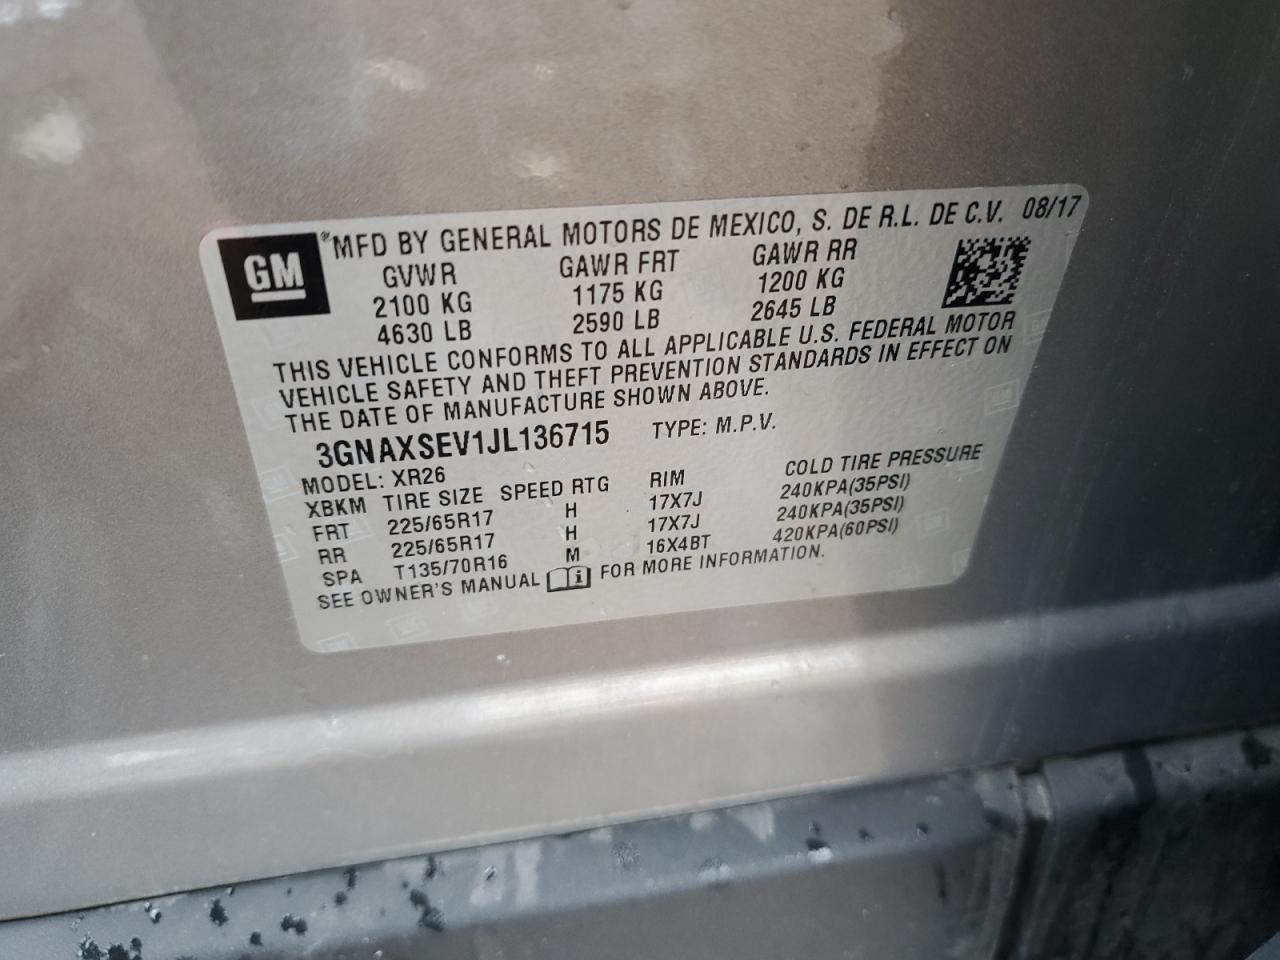 GM
MFD BY GENERAL MOTORS DE MEXICO, S. DE R.L. DE C.V. 08/17
GVWR GAWR FRT GAWR RR
2100 KG 1175 KG 1200 KG
4630 LB 2590 LB 2645 LB
THIS VEHICLE CONFORMS TO ALL APPLICABLE U.S. FEDERAL MOTOR
VEHICLE SAFETY AND THEFT PREVENTION STANDARDS IN EFFECT ON
THE DATE OF MANUFACTURE SHOWN ABOVE.
3GNAXSEV1JL136715 TYPE: M.P.V.
MODEL: XR26
XBKM TIRE SIZE SPEED RTG RIM COLD TIRE PRESSURE
FRT 225/65R17 H 17X7J 240KPA(35PSI)
RR 225/65R17 H 17X7J 240KPA(35PSI)
SPA T135/70R16 M 16X4BT 420KPA(60PSI)
SEE OWNER'S MANUAL i FOR MORE INFORMATION.